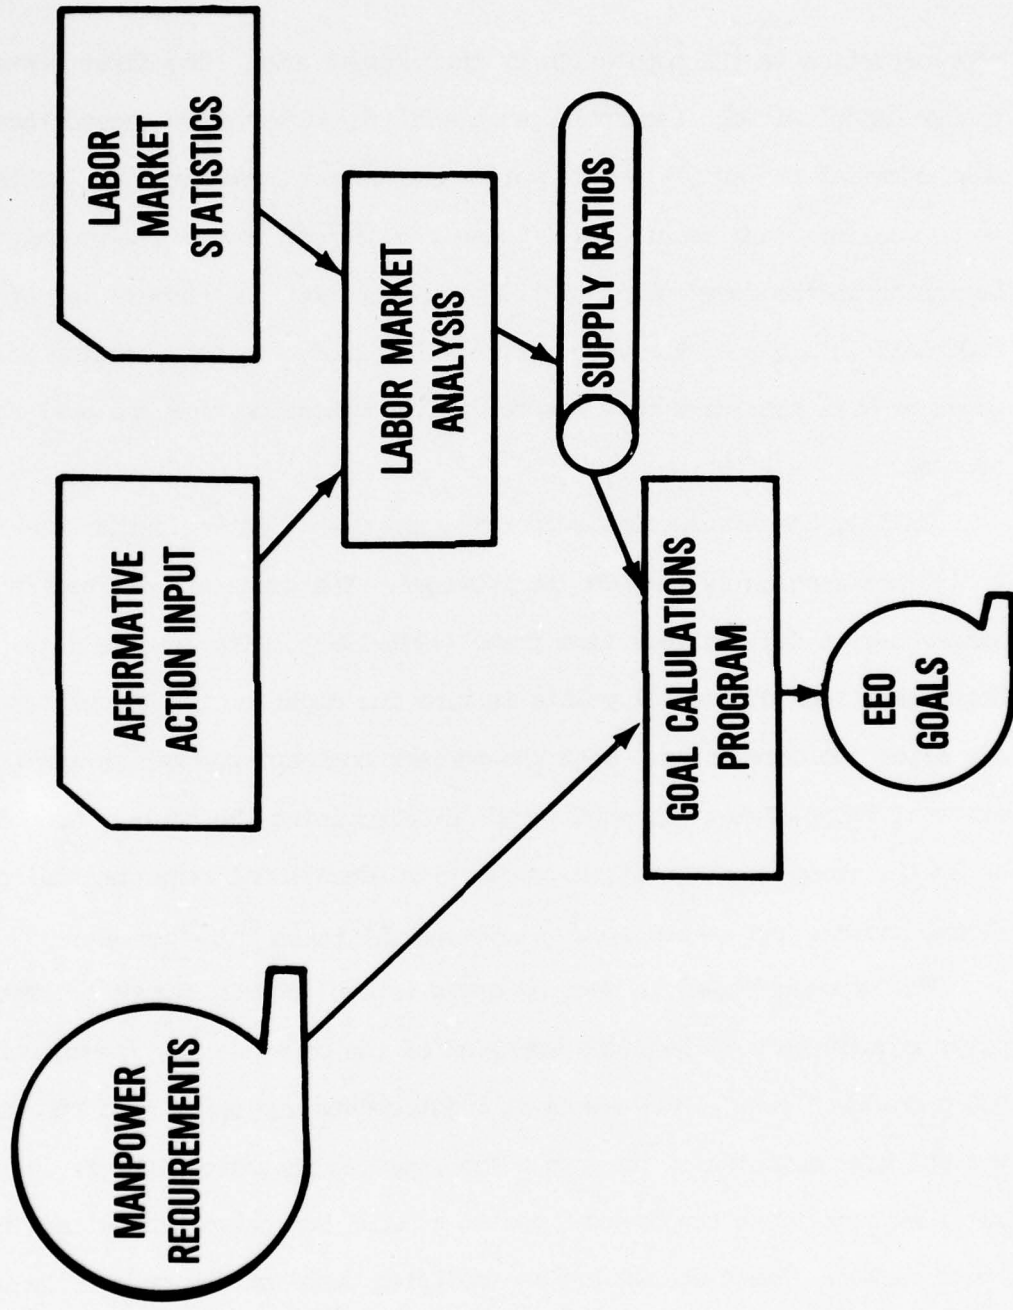 MANPOWER
REQUIREMENTS
AFFIRMATIVE
ACTION INPUT
LABOR
MARKET
STATISTICS
LABOR MARKET
ANALYSIS
SUPPLY RATIOS
GOAL CALULATIONS
PROGRAM
EEO
GOALS